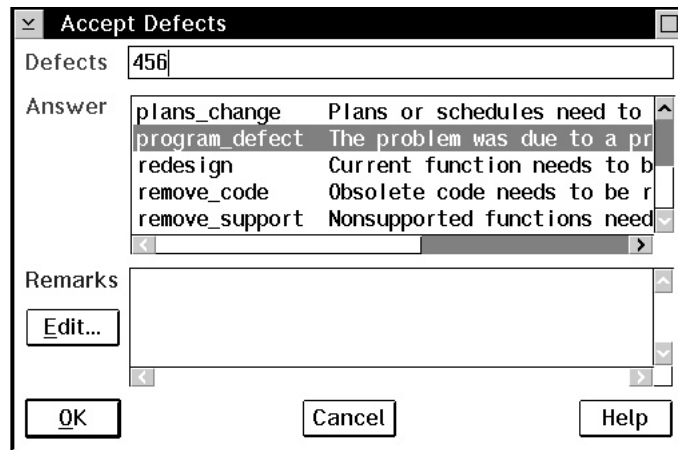 Accept Defects
Defects 456
Answer
plans_change Plans or schedules need to
program_defect The problem was due to a pr
redesign Current function needs to b
remove_code Obsolete code needs to be r
remove_support Nonsupported functions need
Remarks
Edit...
OK Cancel Help